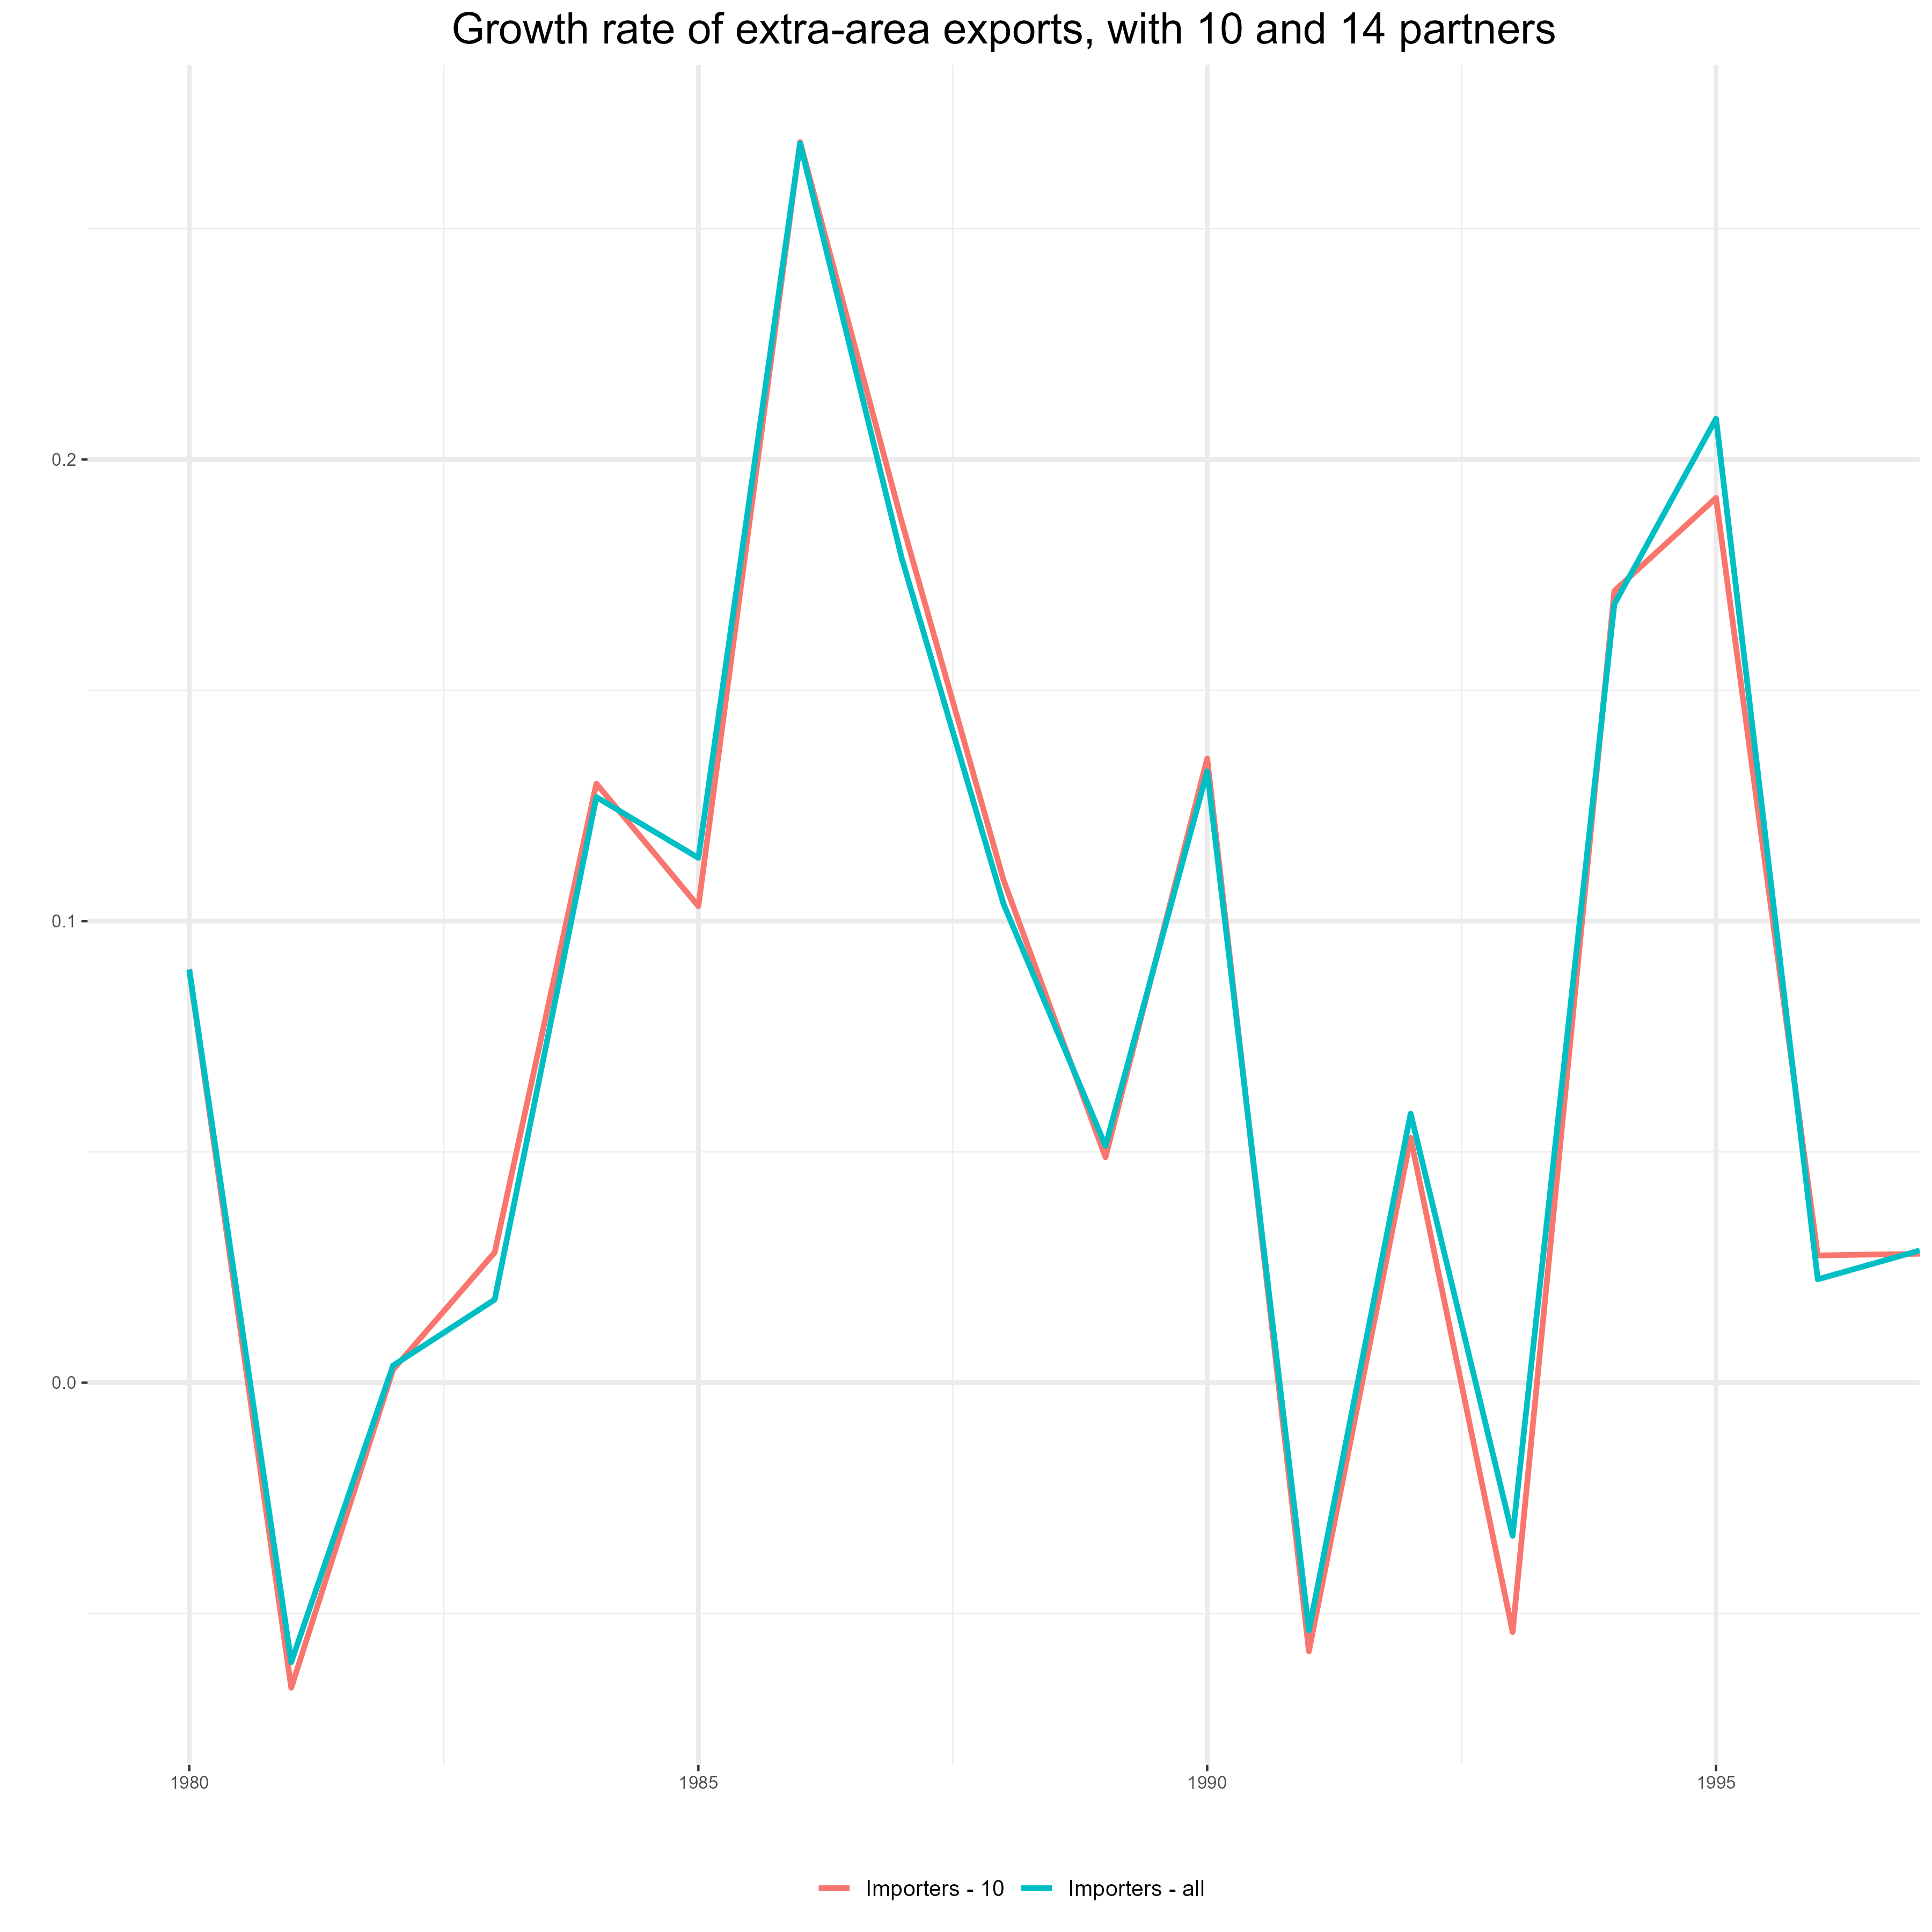 Growth rate of extra-area exports, with 10 and 14 partners
0.2
0.1
0.0
1980 1985 1990 1995
Importers - 10 Importers - all